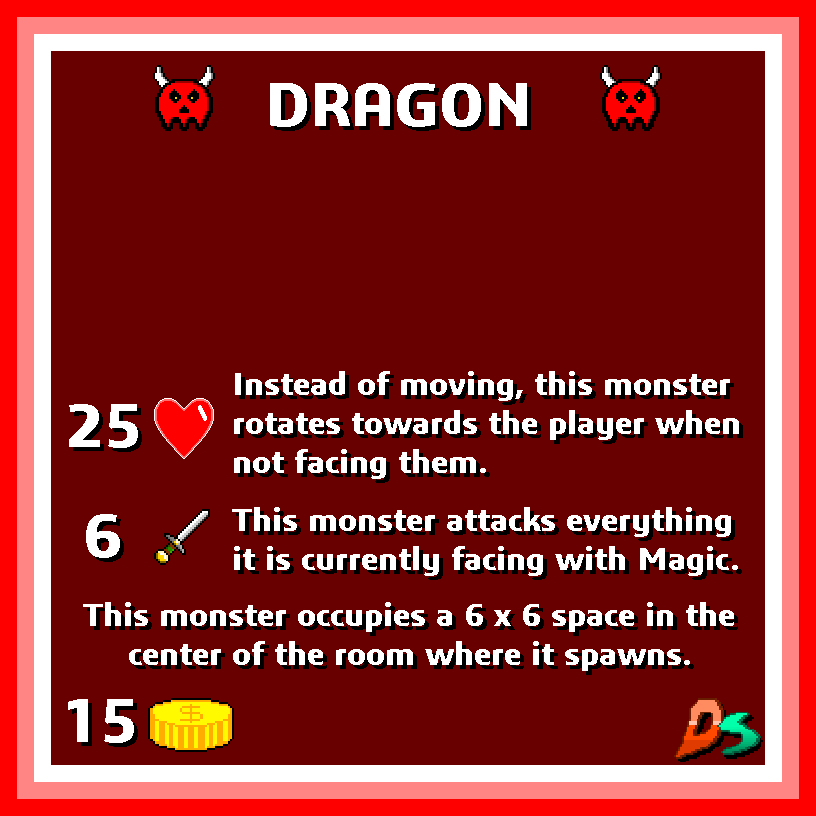 DRAGON
25
Instead of moving, this monster
rotates towards the player when
not facing them.
6
This monster attacks everything
it is currently facing with Magic.
This monster occupies a 6 x 6 space in the
center of the room where it spawns.
15
$
DS